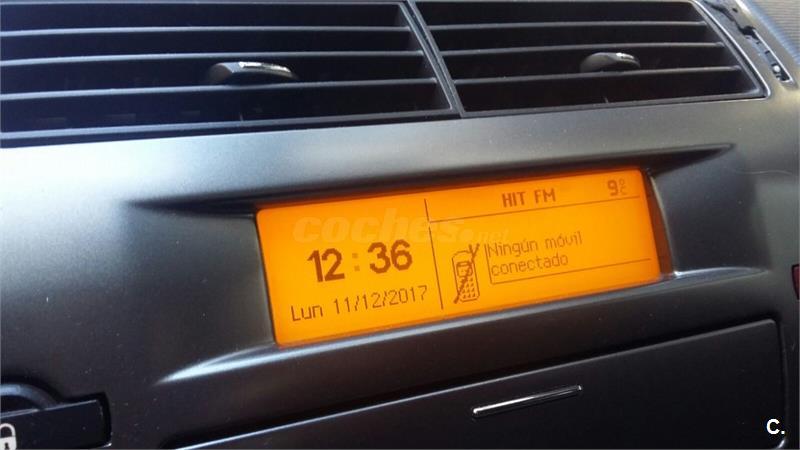 HIT FM
9°C
coches.net
12:36
Ningún móvil
conectado
Lun 11/12/2017
C.